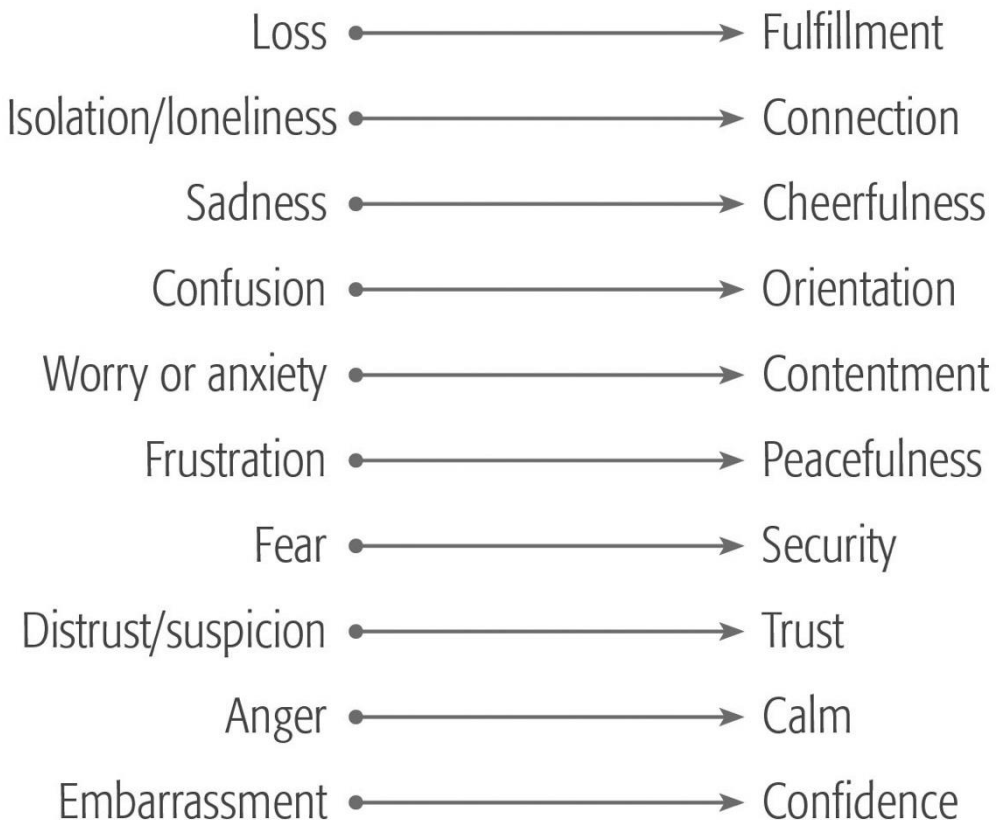 Loss Fulfillment
Isolation/loneliness Connection
Sadness Cheerfulness
Confusion Orientation
Worry or anxiety Contentment
Frustration Peacefulness
Fear Security
Distrust/suspicion Trust
Anger Calm
Embarrassment Confidence